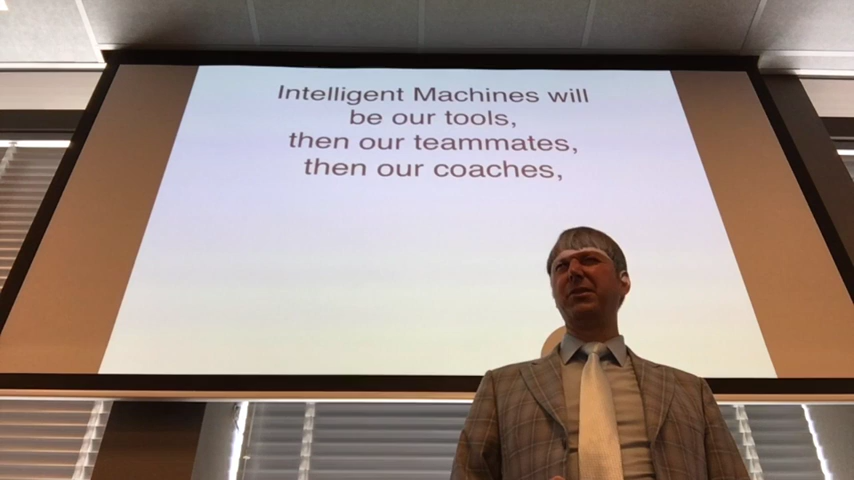 Intelligent Machines will
be our tools,
then our teammates,
then our coaches,